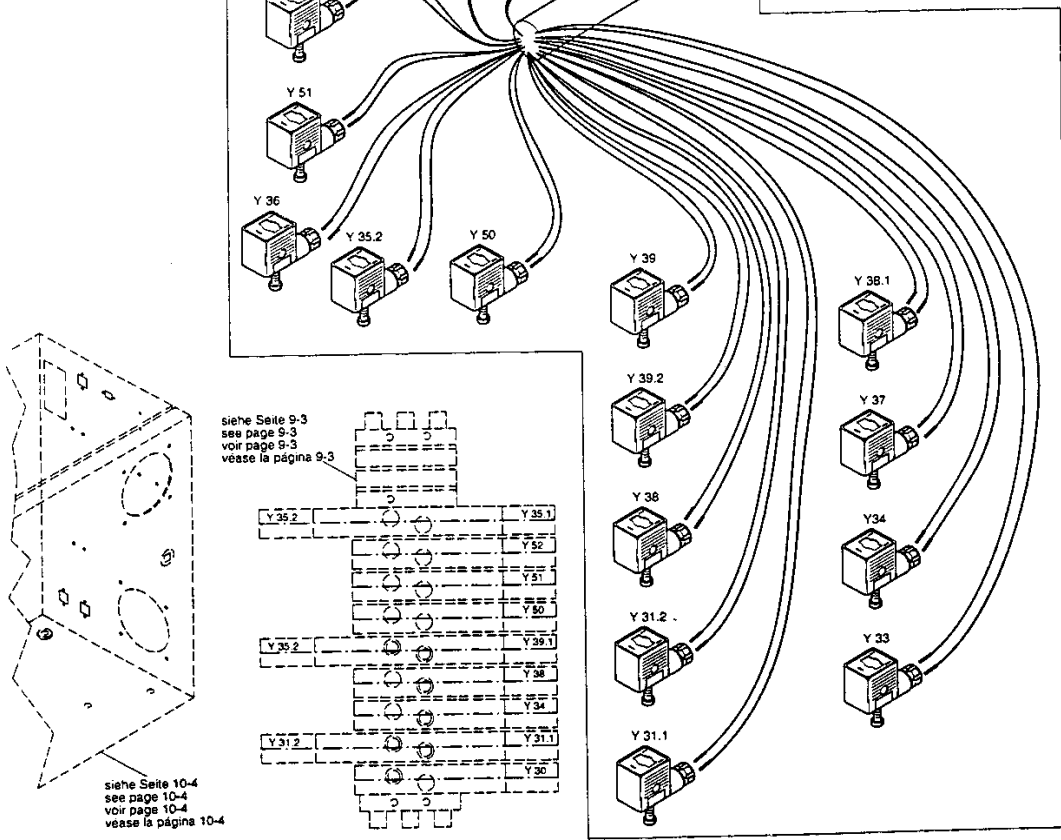 Y 51
Y 36
Y 35.2
Y 50
Y 39
Y 38.1
Y 39.2
Y 37
Y 38
Y34
Y 31.2
Y 33
Y 31.1
siehe Seite 9-3
see page 9-3
voir page 9-3
véase la página 9-3
Y 35.2
Y 35.1
Y 52
Y 51
Y 50
Y 35 2
Y 39.1
Y 38
Y 34
Y 31.2
Y 31.1
Y 30
siehe Seite 10-4
see page 10-4
voir page 10-4
véase la página 10-4